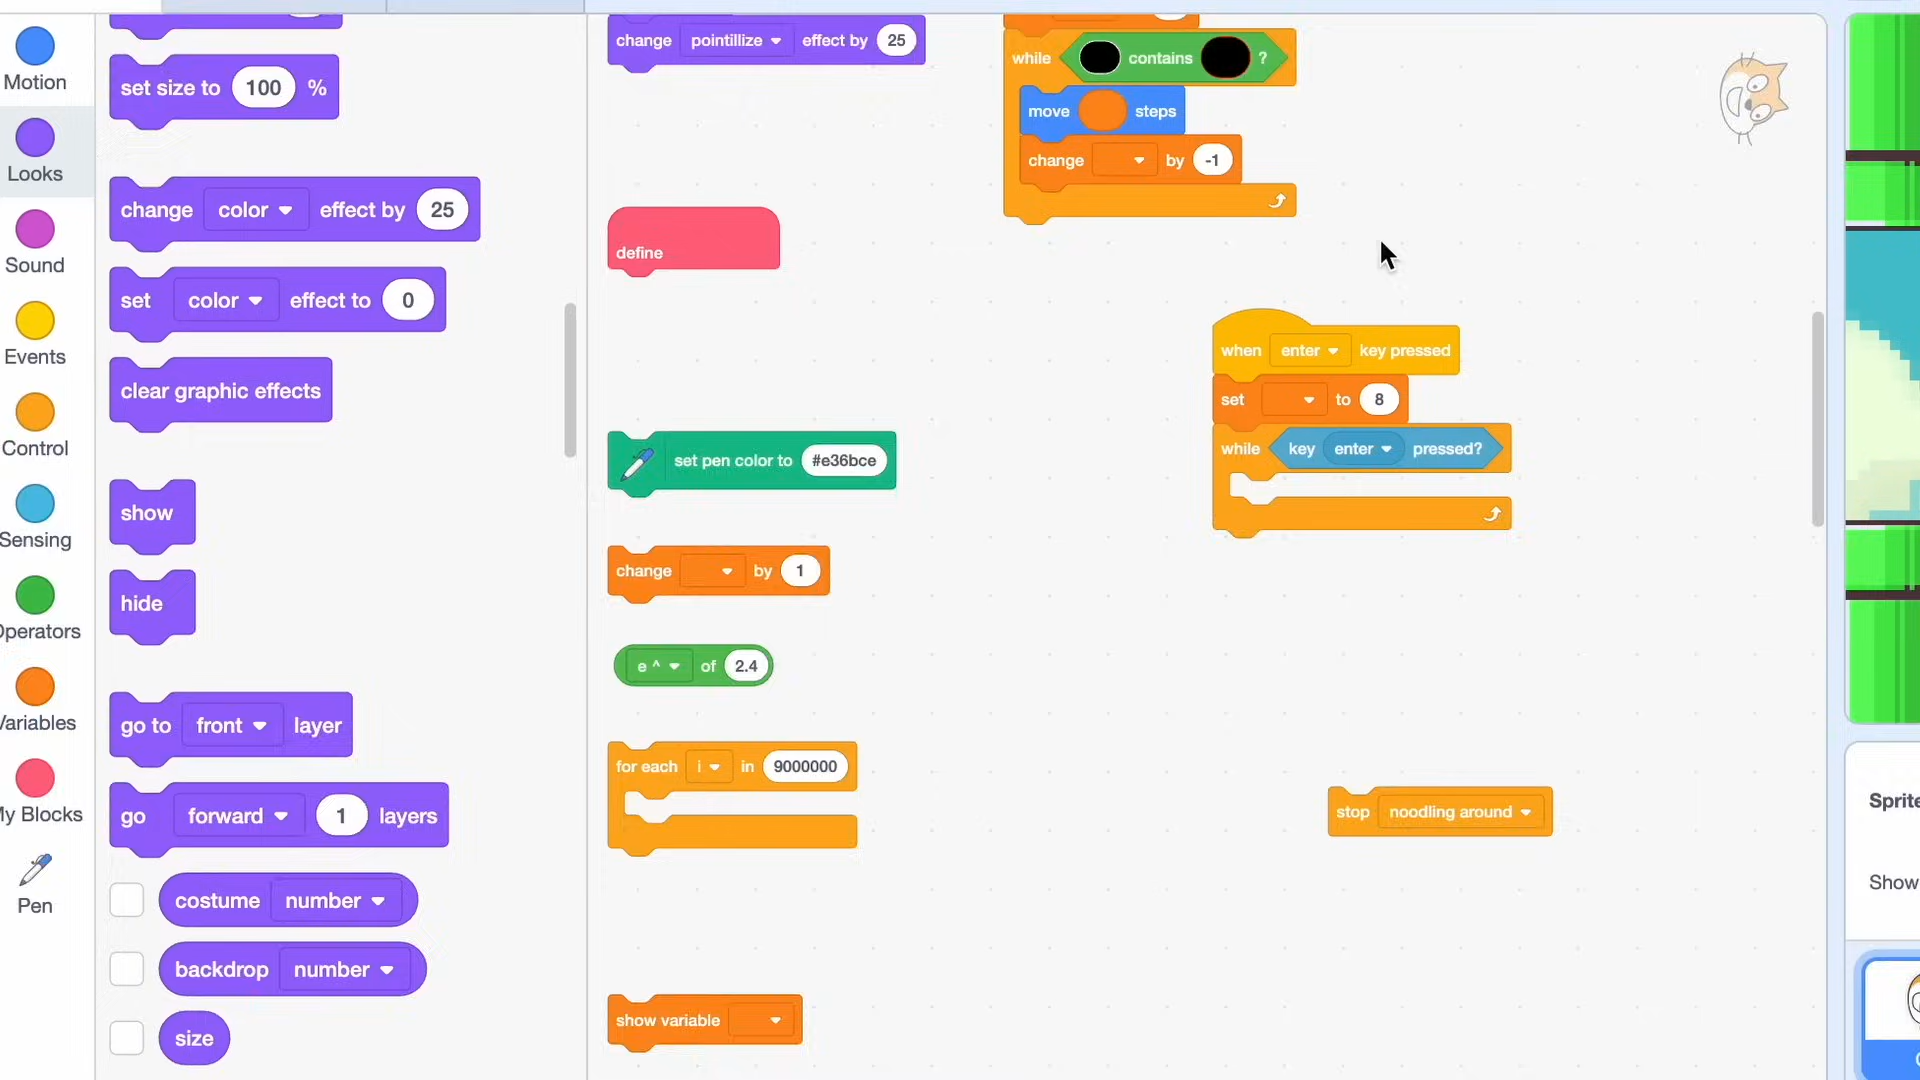 Motion
Looks
Sound
Events
Control
Sensing
Operators
Variables
My Blocks
Pen
set size to 100 %
change color effect by 25
set color effect to 0
clear graphic effects
show
hide
go to front layer
go forward 1 layers
costume number
backdrop number
size
change pointillize effect by 25
define
set pen color to #e36bce
change by 1
e ^ of 2.4
for each i in 9000000
show variable
while contains ?
move steps
change by -1
when enter key pressed
set to 8
while key enter pressed?
stop noodling around
Sprite
Show